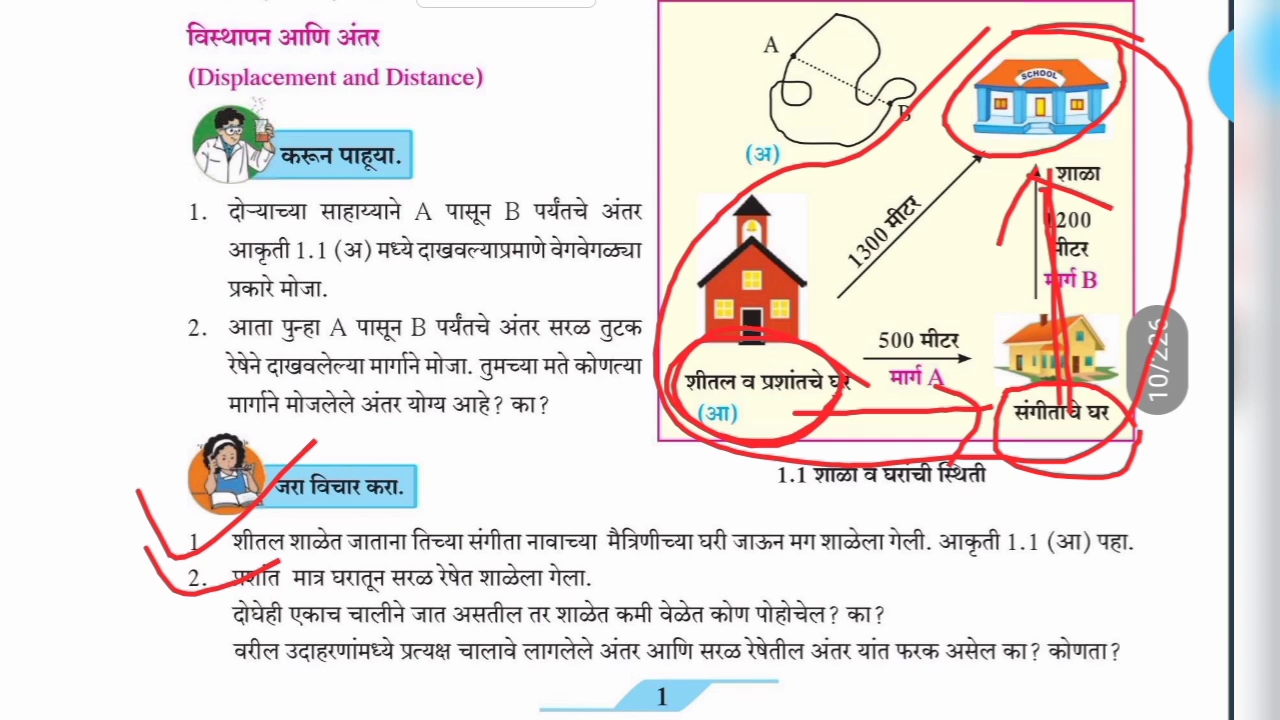 विस्थापन आणि अंतर
(Displacement and Distance)
करून पाहूया.
1. दोऱ्याच्या साहाय्याने A पासून B पर्यंतचे अंतर
आकृती 1.1 (अ) मध्ये दाखवल्याप्रमाणे वेगवेगळ्या
प्रकारे मोजा.
2. आता पुन्हा A पासून B पर्यंतचे अंतर सरळ तुटक
रेषेने दाखवलेल्या मार्गाने मोजा. तुमच्या मते कोणत्या
मार्गाने मोजलेले अंतर योग्य आहे? का?
A
B
(अ)
SCHOOL
शाळा
1300 मीटर
1200
मीटर
मार्ग B
500 मीटर
मार्ग A
शीतल व प्रशांतचे घर
(आ)
संगीताचे घर
1.1 शाळा व घरांची स्थिती
10/226
जरा विचार करा.
1. शीतल शाळेत जाताना तिच्या संगीता नावाच्या मैत्रिणीच्या घरी जाऊन मग शाळेला गेली. आकृती 1.1 (आ) पहा.
2. प्रशांत मात्र घरातून सरळ रेषेत शाळेला गेला.
दोघेही एकाच चालीने जात असतील तर शाळेत कमी वेळेत कोण पोहोचेल? का?
वरील उदाहरणांमध्ये प्रत्यक्ष चालावे लागलेले अंतर आणि सरळ रेषेतील अंतर यांत फरक असेल का? कोणता?
1